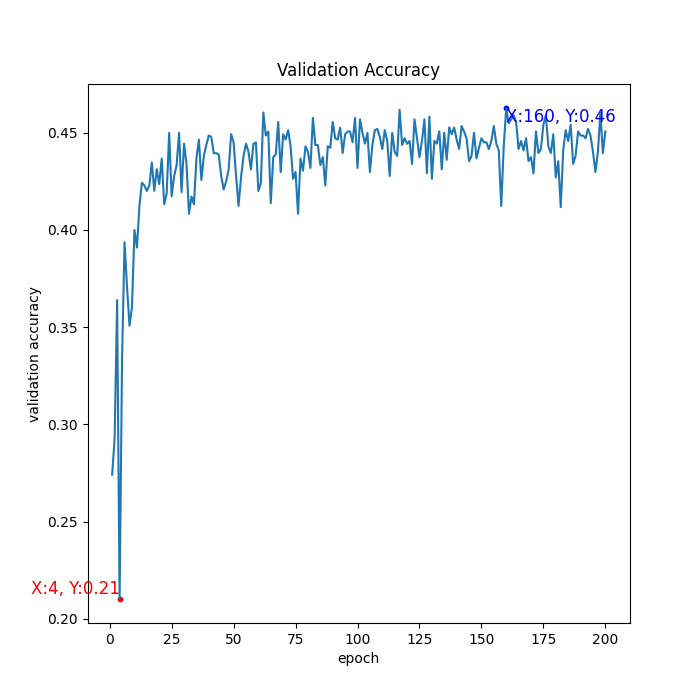 Validation Accuracy
validation accuracy
0.45
0.40
0.35
0.30
0.25
0.20
X:160, Y:0.46
X:4, Y:0.21
0 25 50 75 100 125 150 175 200
epoch